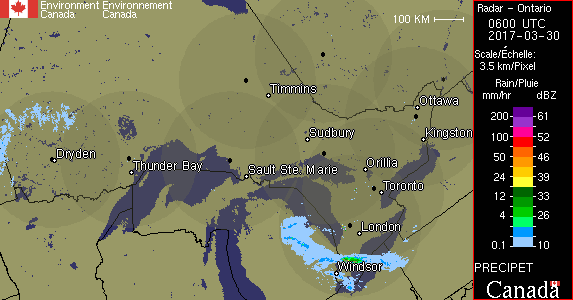 Environment Environnement
Canada Canada
100 KM
Timmins
Ottawa
Sudbury
Kingston
Dryden
Thunder Bay
Sault Ste. Marie
Orillia
Toronto
London
Windsor
Radar - Ontario
0600 UTC
2017-03-30
Scale/Échelle:
3.5 km/Pixel
Rain/Pluie
mm/hr dBZ
200 61
100 52
50 46
24 39
12 33
4 26
0.1 10
PRECIPET
Canada